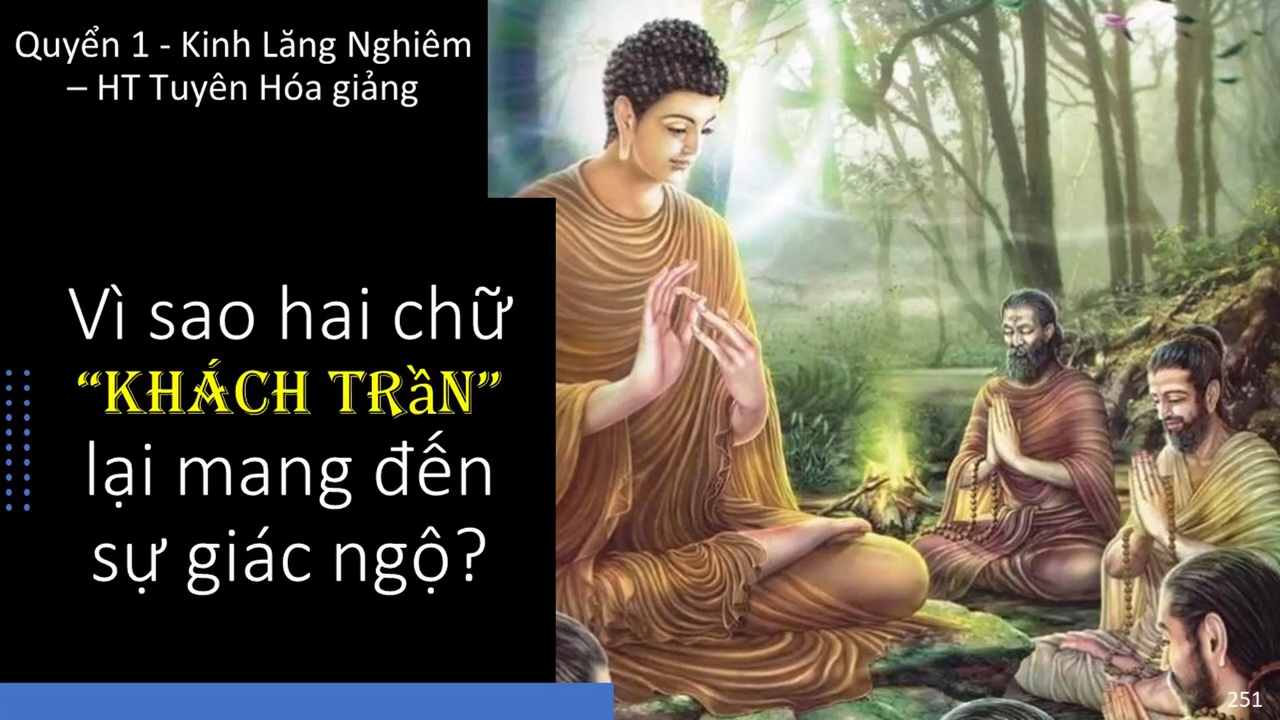 Quyển 1 - Kinh Lăng Nghiêm
– HT Tuyên Hóa giảng
Vì sao hai chữ
“KHÁCH TRẦN”
lại mang đến
sự giác ngộ?
251